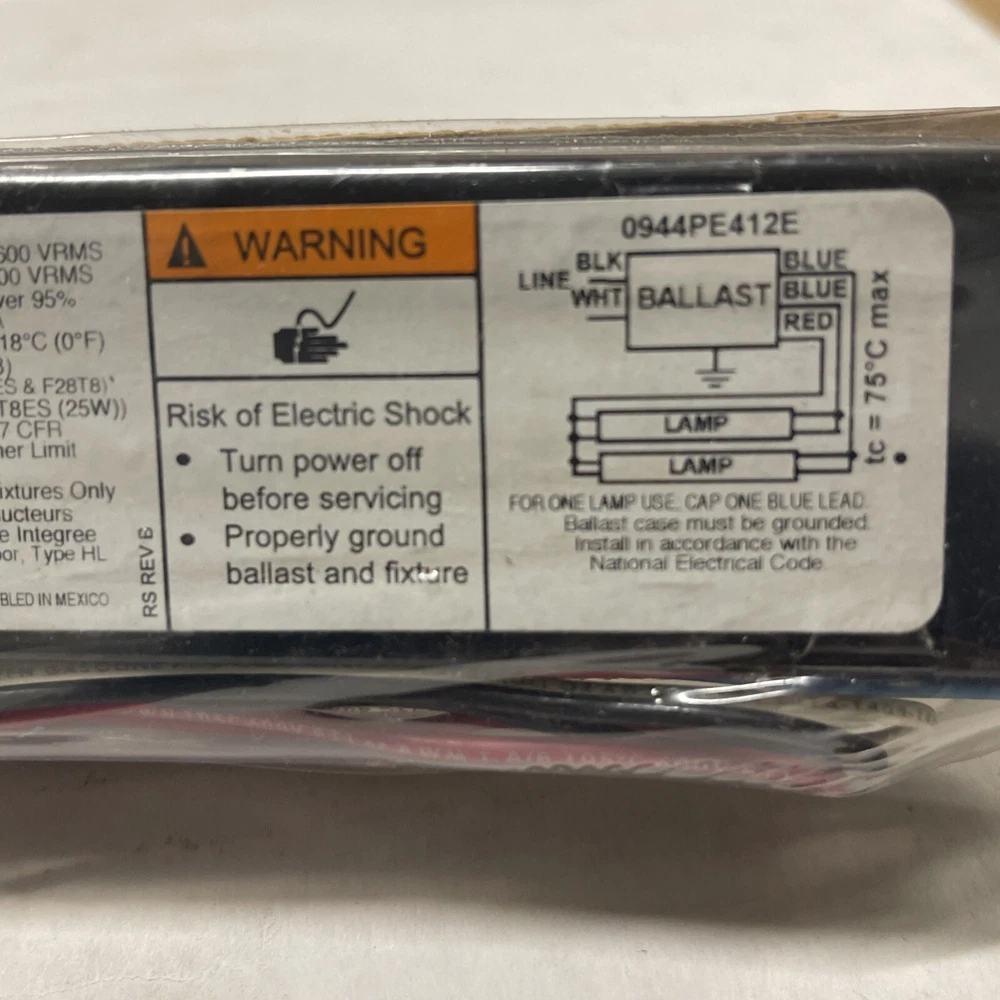 600 VRMS
00 VRMS
ver 95%
18°C (0°F)
ES & F28T8)*
T8ES (25W))
7 CFR
ner Limit
ixtures Only
ucteurs
e Integree
or, Type HL
BLED IN MEXICO
RS REV E
WARNING
Risk of Electric Shock
• Turn power off
before servicing
• Properly ground
ballast and fixture
0944PE412E
LINE
BLK
WHT
BALLAST
BLUE
BLUE
RED
LAMP
LAMP
tc = 75°C max
FOR ONE LAMP USE, CAP ONE BLUE LEAD.
Ballast case must be grounded.
Install in accordance with the
National Electrical Code.